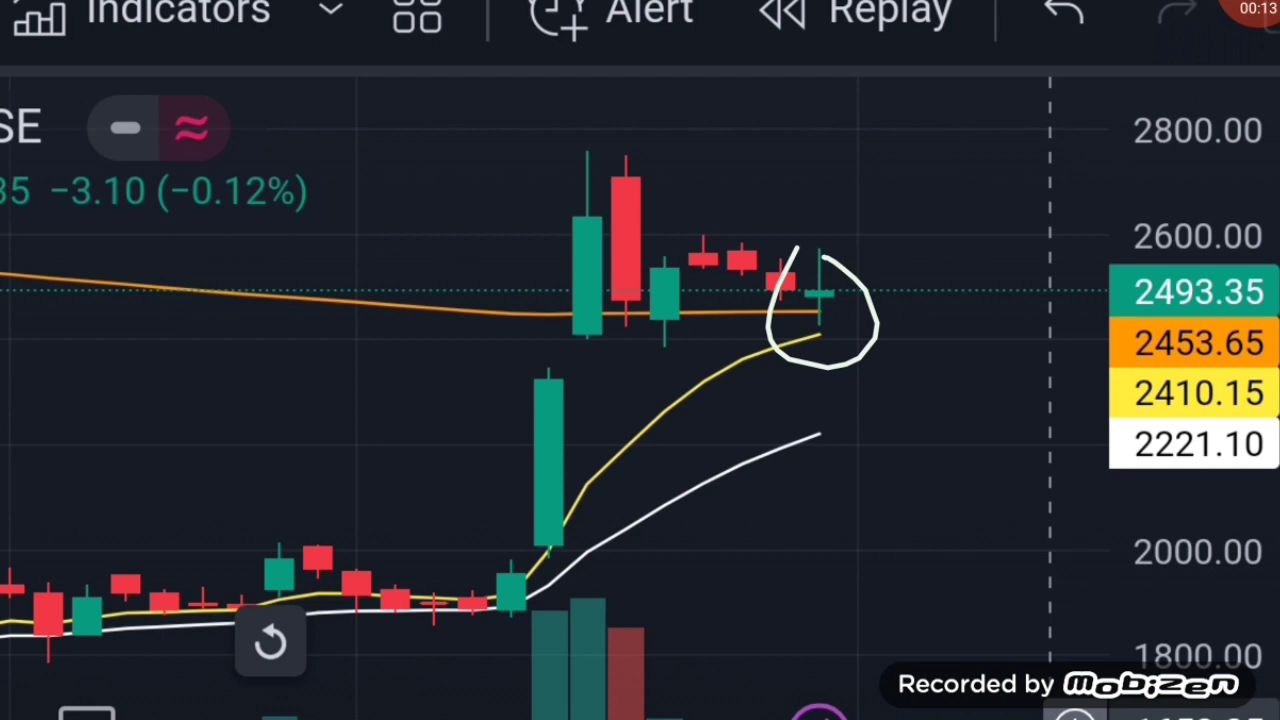 Indicators Alert Replay 00:13
SE
35 −3.10 (−0.12%)
2800.00
2600.00
2493.35
2453.65
2410.15
2221.10
2000.00
1800.00
Recorded by mobizen